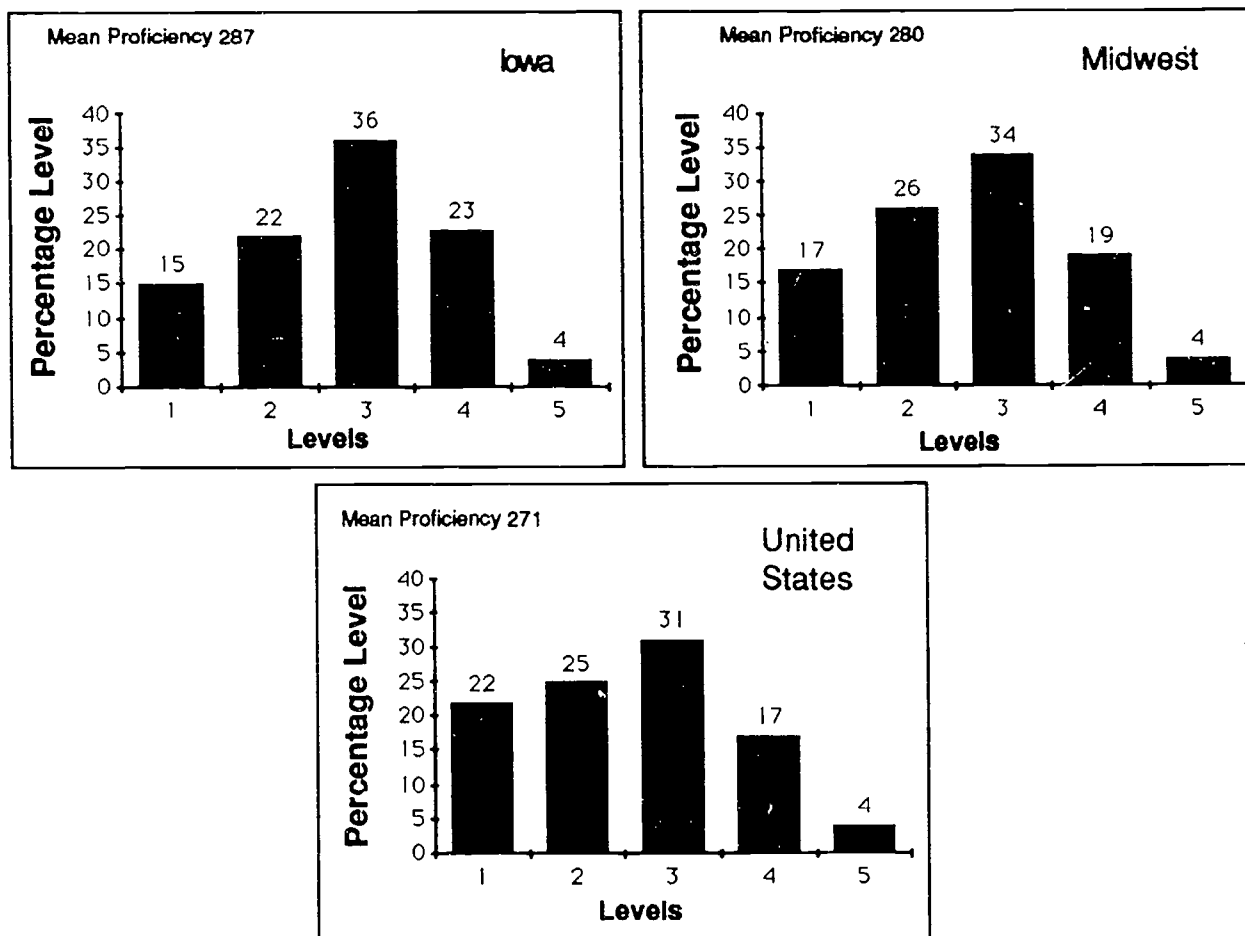 Mean Proficiency 287
Iowa
Percentage Level
40
35
30
25
20
15
10
5
0
15
22
36
23
4
1 2 3 4 5
Levels
Mean Proficiency 280
Midwest
Percentage Level
40
35
30
25
20
15
10
5
0
17
26
34
19
4
1 2 3 4 5
Levels
Mean Proficiency 271
United
States
Percentage Level
40
35
30
25
20
15
10
5
0
22
25
31
17
4
1 2 3 4 5
Levels